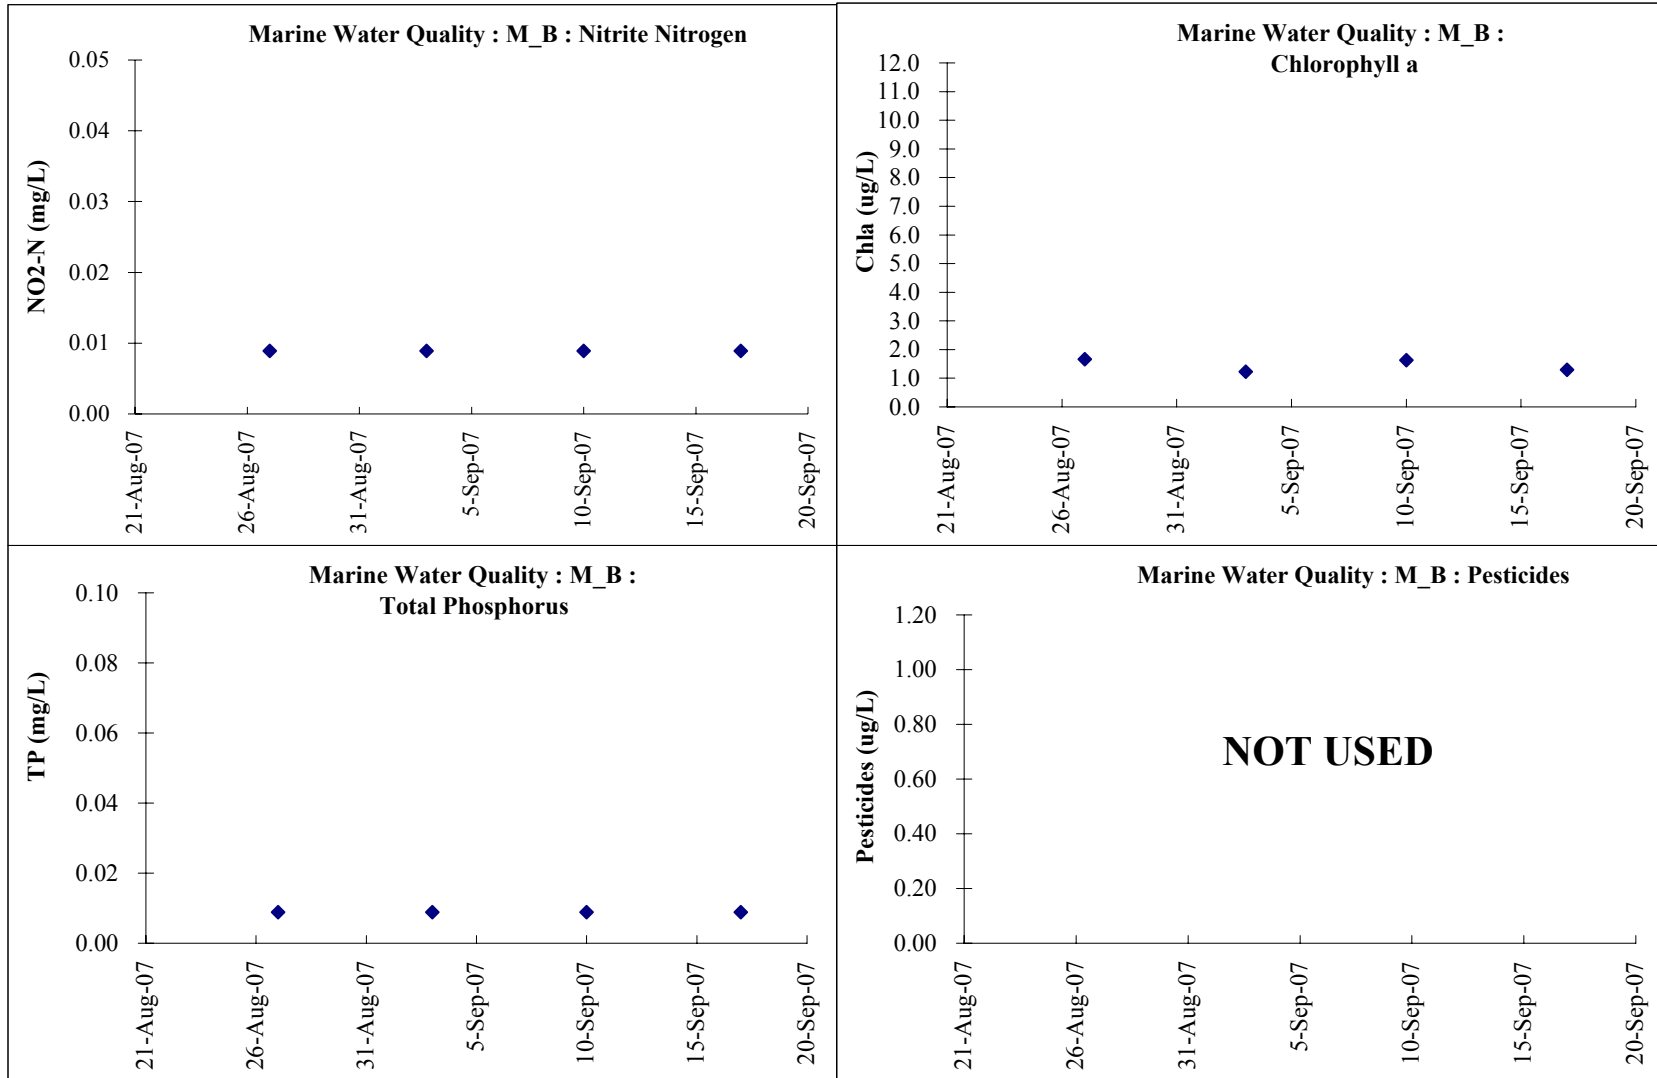 Marine Water Quality : M_B : Nitrite Nitrogen
NO2-N (mg/L)
0.05
0.04
0.03
0.02
0.01
0.00
21-Aug-07
26-Aug-07
31-Aug-07
5-Sep-07
10-Sep-07
15-Sep-07
20-Sep-07
Marine Water Quality : M_B :
Chlorophyll a
Chla (ug/L)
12.0
11.0
10.0
9.0
8.0
7.0
6.0
5.0
4.0
3.0
2.0
1.0
0.0
21-Aug-07
26-Aug-07
31-Aug-07
5-Sep-07
10-Sep-07
15-Sep-07
20-Sep-07
Marine Water Quality : M_B :
Total Phosphorus
TP (mg/L)
0.10
0.08
0.06
0.04
0.02
0.00
21-Aug-07
26-Aug-07
31-Aug-07
5-Sep-07
10-Sep-07
15-Sep-07
20-Sep-07
Marine Water Quality : M_B : Pesticides
Pesticides (ug/L)
1.20
1.00
0.80
0.60
0.40
0.20
0.00
NOT USED
21-Aug-07
26-Aug-07
31-Aug-07
5-Sep-07
10-Sep-07
15-Sep-07
20-Sep-07